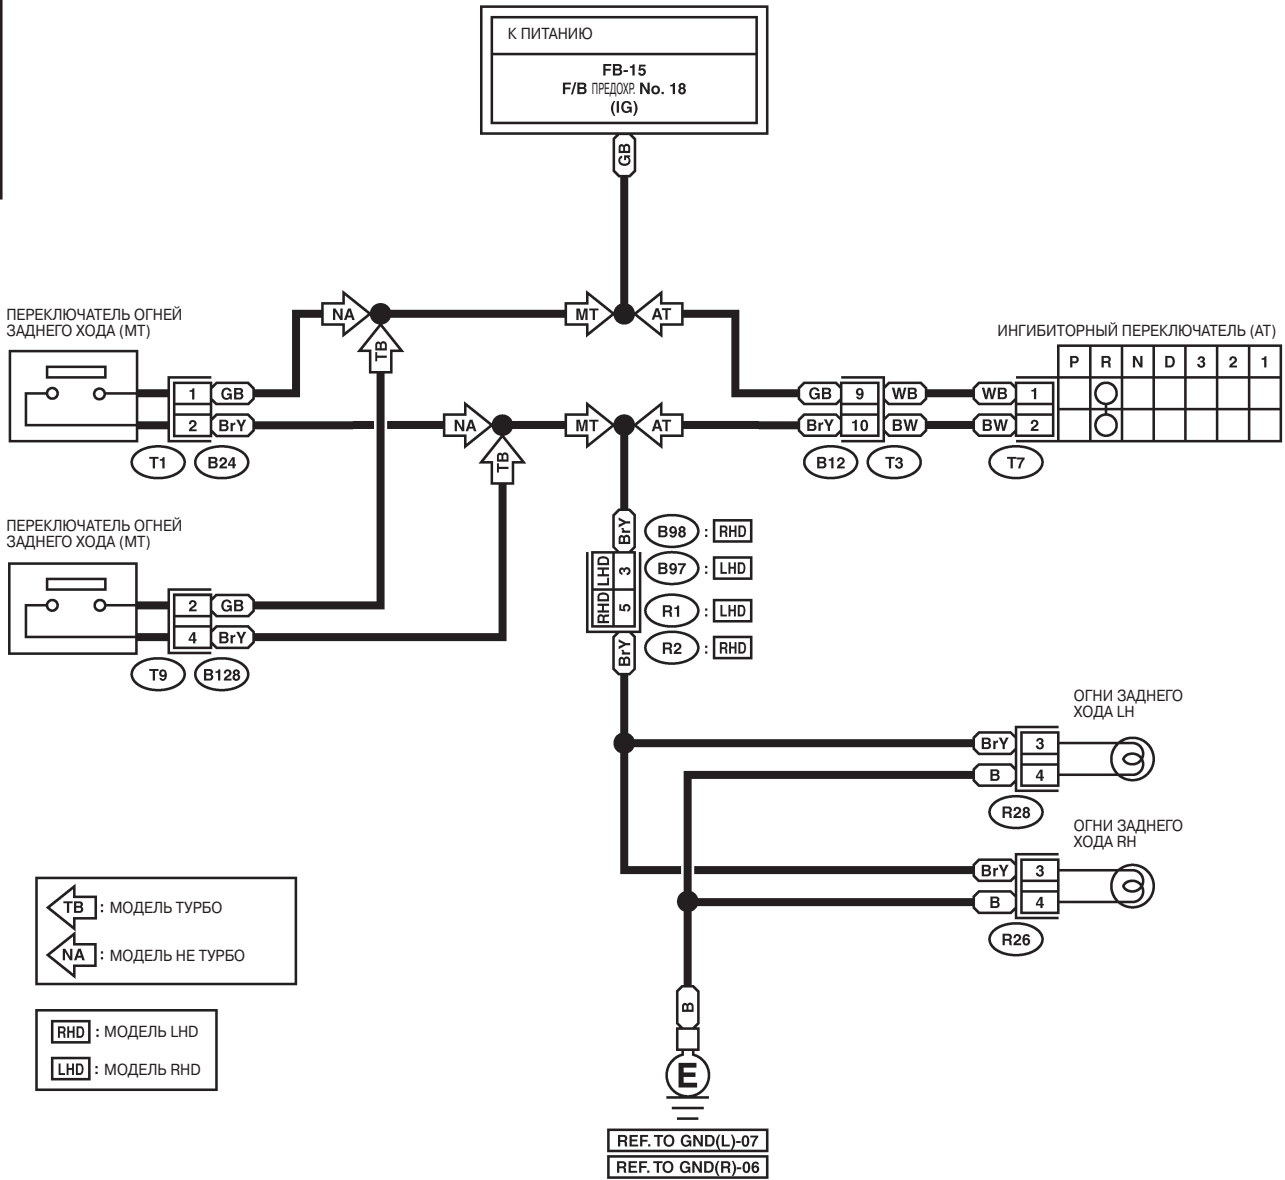 К ПИТАНИЮ
FB-15
F/B ПРЕДОХР. No. 18
(IG)
GB
ПЕРЕКЛЮЧАТЕЛЬ ОГНЕЙ
ЗАДНЕГО ХОДА (МТ)
NA
TB
MT
AT
ИНГИБИТОРНЫЙ ПЕРЕКЛЮЧАТЕЛЬ (АТ)
P R N D 3 2 1
1 GB
2 BrY
T1 B24
NA
TB
MT
AT
GB 9 WB
BrY 10 BW
B12 T3
WB 1
BW 2
T7
ПЕРЕКЛЮЧАТЕЛЬ ОГНЕЙ
ЗАДНЕГО ХОДА (МТ)
2 GB
4 BrY
T9 B128
BrY
LHD 3
RHD 5
BrY
B98 : RHD
B97 : LHD
R1 : LHD
R2 : RHD
ОГНИ ЗАДНЕГО
ХОДА LH
BrY 3
B 4
R28
ОГНИ ЗАДНЕГО
ХОДА RH
BrY 3
B 4
R26
TB : МОДЕЛЬ ТУРБО
NA : МОДЕЛЬ НЕ ТУРБО
RHD : МОДЕЛЬ LHD
LHD : МОДЕЛЬ RHD
B
E
REF. TO GND(L)-07
REF. TO GND(R)-06